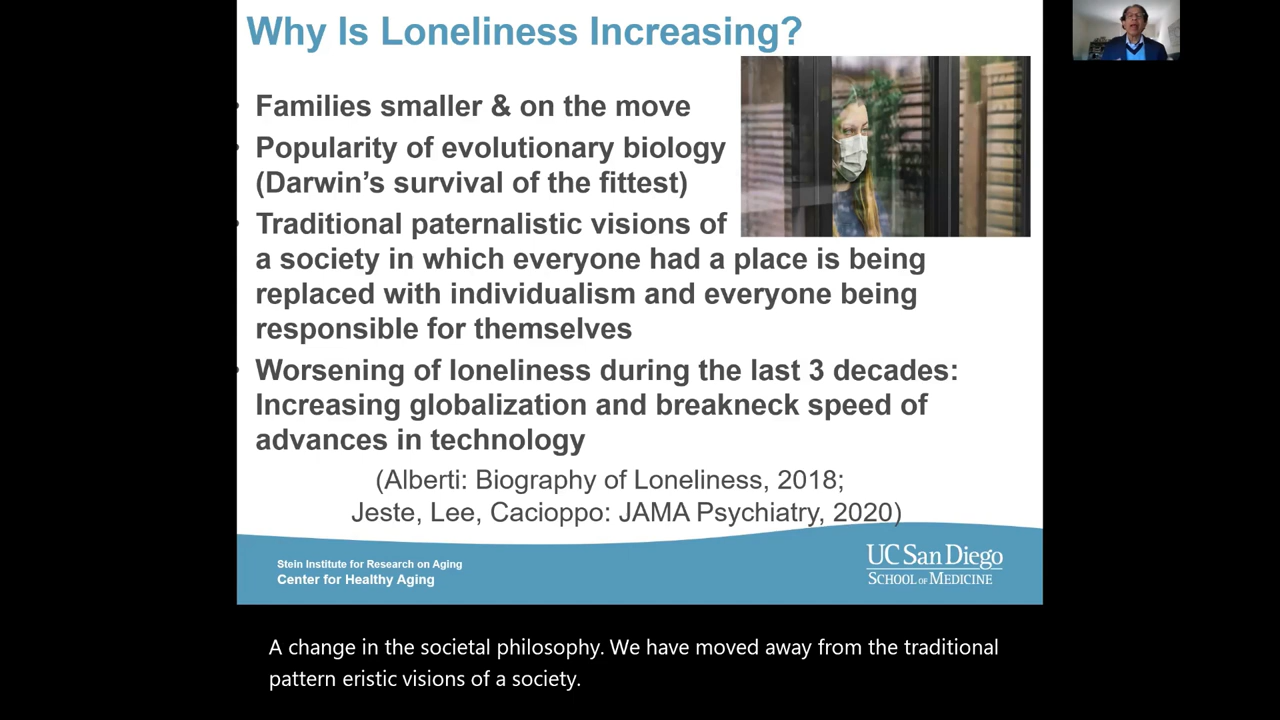 Why Is Loneliness Increasing?
• Families smaller & on the move
• Popularity of evolutionary biology
(Darwin's survival of the fittest)
• Traditional paternalistic visions of
a society in which everyone had a place is being
replaced with individualism and everyone being
responsible for themselves
• Worsening of loneliness during the last 3 decades:
Increasing globalization and breakneck speed of
advances in technology
(Alberti: Biography of Loneliness, 2018;
Jeste, Lee, Cacioppo: JAMA Psychiatry, 2020)
Stein Institute for Research on Aging
Center for Healthy Aging
UC San Diego
SCHOOL OF MEDICINE
A change in the societal philosophy. We have moved away from the traditional
pattern eristic visions of a society.